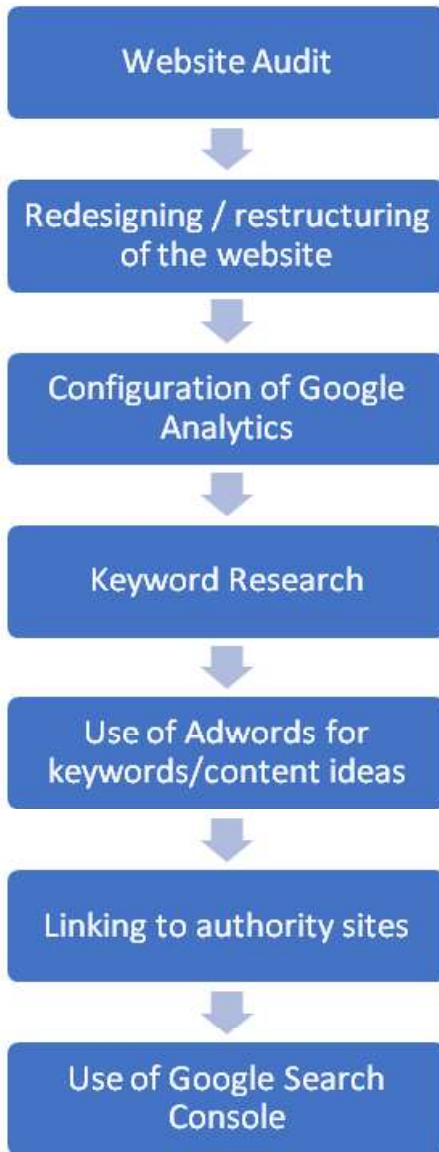 Website Audit
Redesigning / restructuring
of the website
Configuration of Google
Analytics
Keyword Research
Use of Adwords for
keywords/content ideas
Linking to authority sites
Use of Google Search
Console